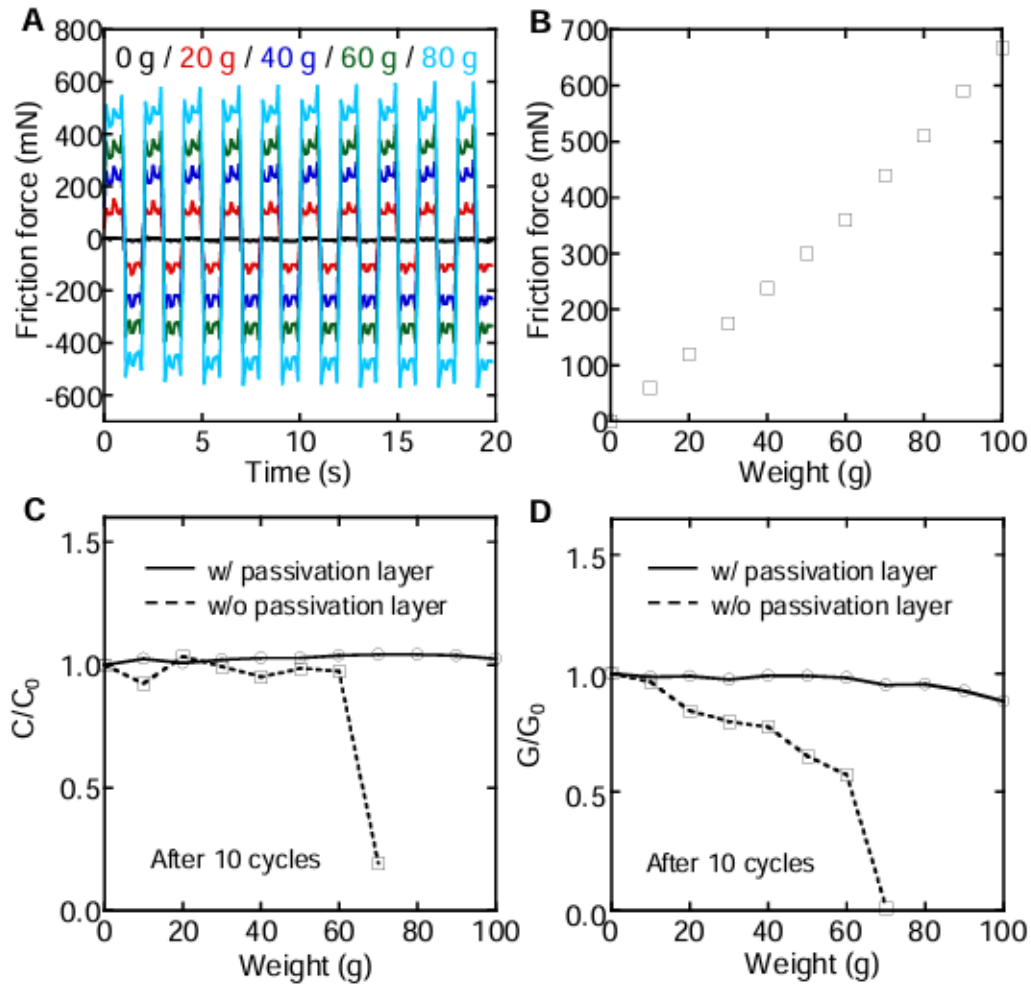 A
800
600
400
200
0
-200
-400
-600
Friction force (mN)
0 g / 20 g / 40 g / 60 g / 80 g
0 5 10 15 20
Time (s)
B
700
600
500
400
300
200
100
0
Friction force (mN)
0 20 40 60 80 100
Weight (g)
C
1.5
1.0
0.5
0.0
C/C0
w/ passivation layer
w/o passivation layer
After 10 cycles
0 20 40 60 80 100
Weight (g)
D
1.5
1.0
0.5
0.0
G/G0
w/ passivation layer
w/o passivation layer
After 10 cycles
0 20 40 60 80 100
Weight (g)